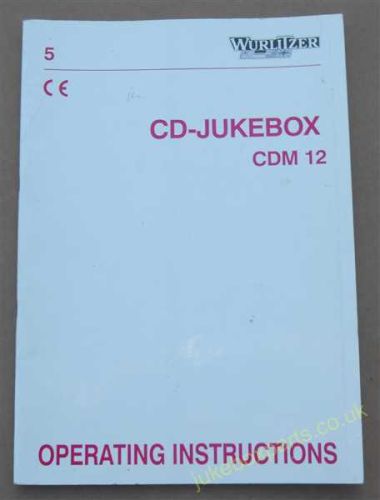 5
WURLITZER
CE
CD-JUKEBOX
CDM 12
OPERATING INSTRUCTIONS
jukeboxparts.co.uk